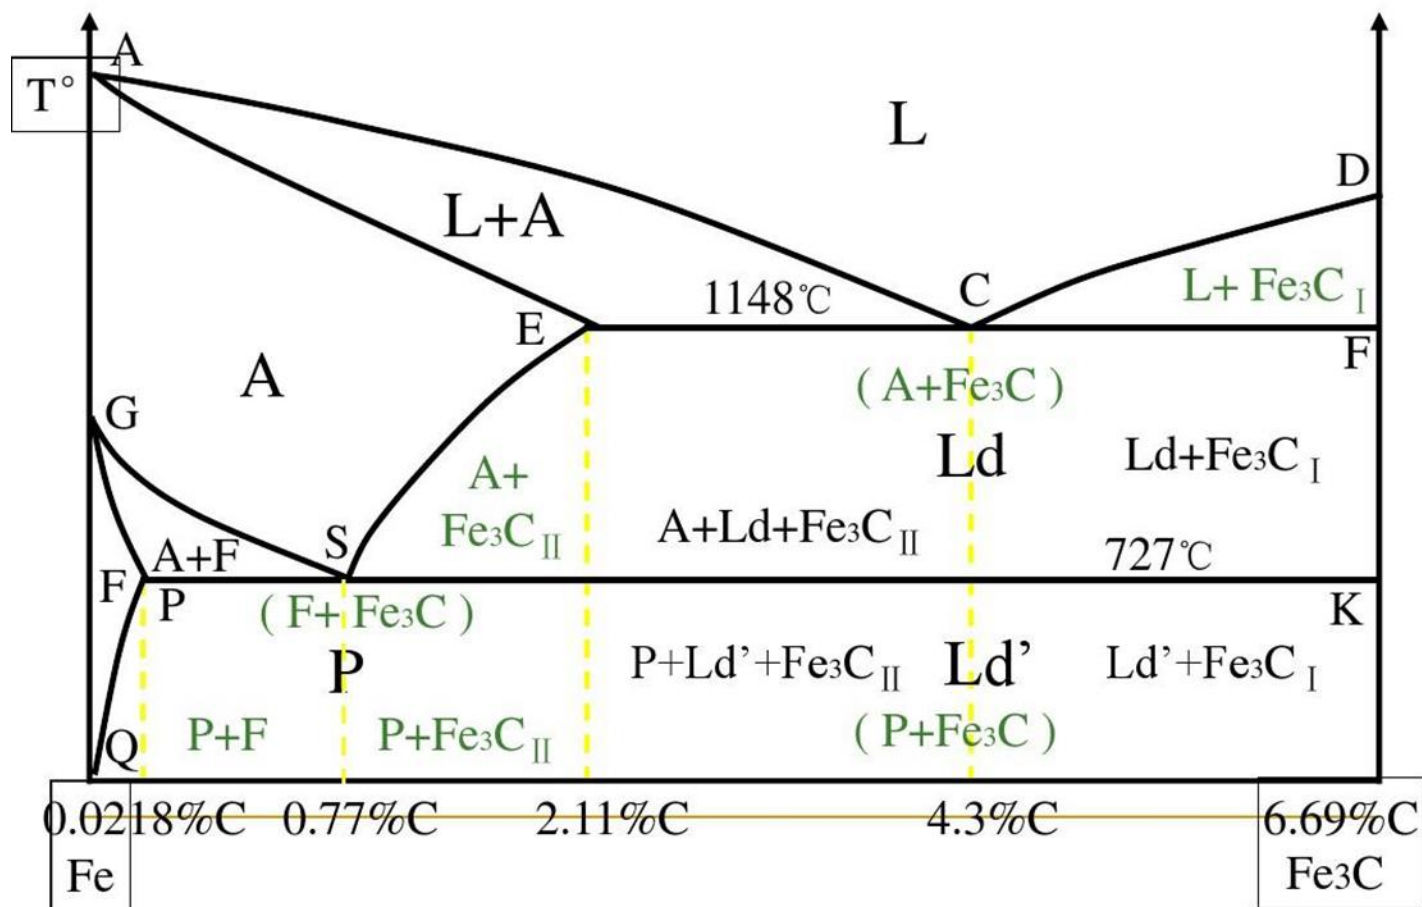 A
T°
L
D
L+A
L+ Fe₃C Ⅰ
1148℃
C
E
F
A
( A+Fe₃C )
G
Ld
Ld+Fe₃C Ⅰ
A+
Fe₃C Ⅱ
A+Ld+Fe₃C Ⅱ
S
A+F
727℃
F
P
( F+ Fe₃C )
K
P
P+Ld’+Fe₃C Ⅱ
Ld’
Ld’+Fe₃C Ⅰ
Q
P+F
P+Fe₃C Ⅱ
( P+Fe₃C )
0.0218%C
0.77%C
2.11%C
4.3%C
6.69%C
Fe
Fe₃C